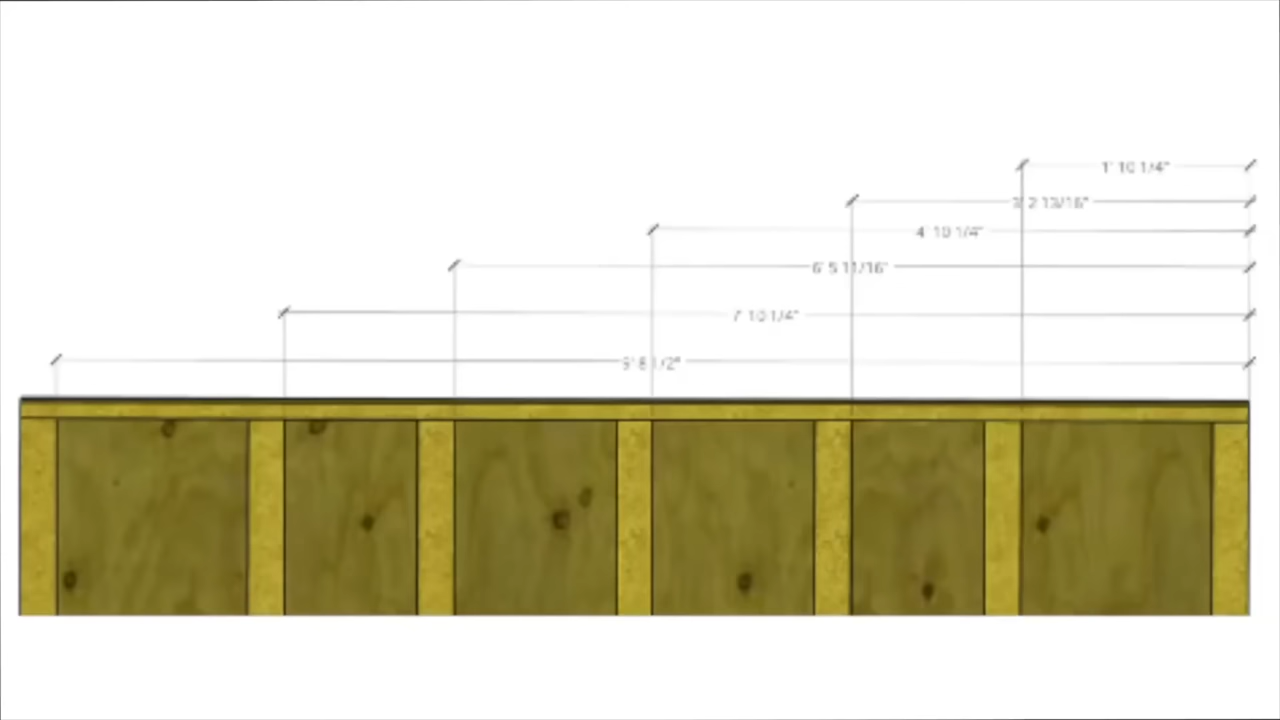 1' 10 1/4"
3' 2 13/16"
4' 10 1/4"
6' 5 11/16"
7' 10 1/4"
9' 8 1/2"